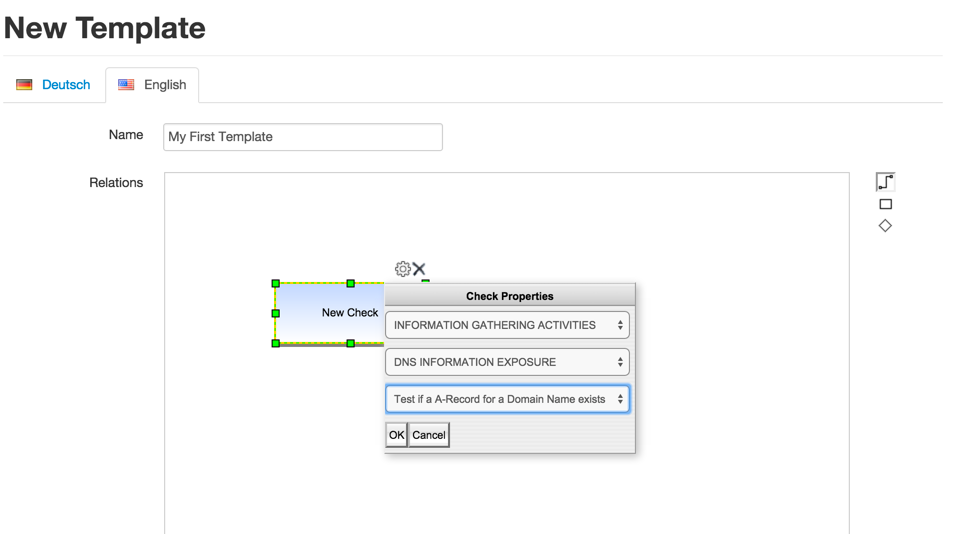 New Template
Deutsch English
Name My First Template
Relations
New Check
Check Properties
INFORMATION GATHERING ACTIVITIES
DNS INFORMATION EXPOSURE
Test if a A-Record for a Domain Name exists
OK Cancel